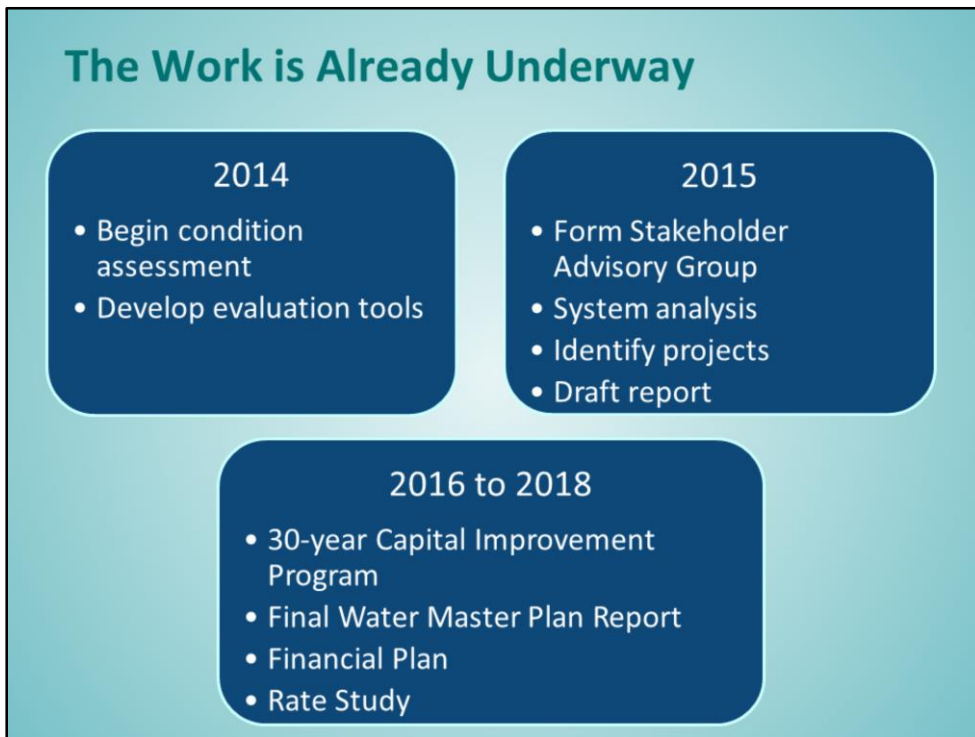 The Work is Already Underway
2014
• Begin condition
assessment
• Develop evaluation tools
2015
• Form Stakeholder
Advisory Group
• System analysis
• Identify projects
• Draft report
2016 to 2018
• 30-year Capital Improvement
Program
• Final Water Master Plan Report
• Financial Plan
• Rate Study